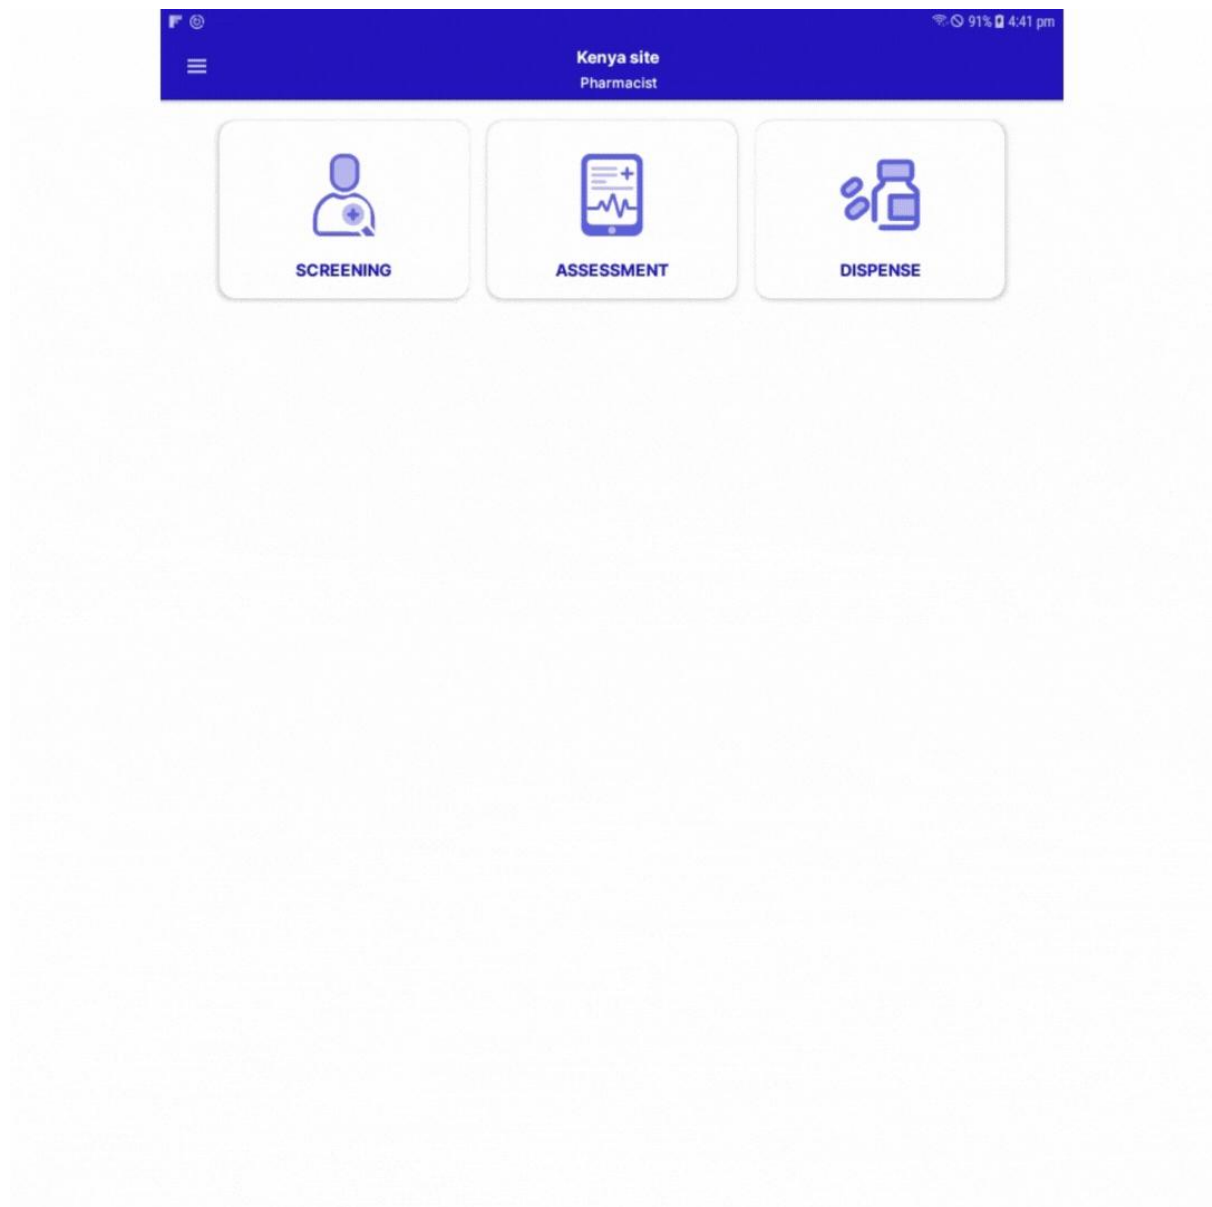 91% 4:41 pm
Kenya site
Pharmacist
SCREENING
ASSESSMENT
DISPENSE